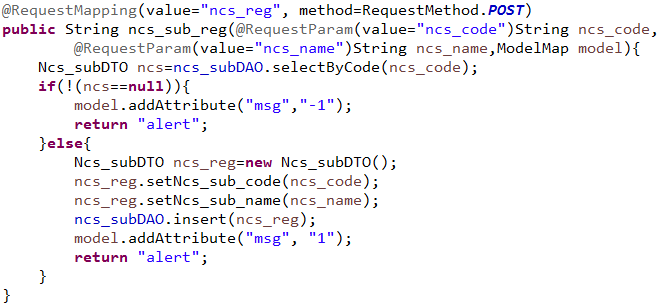 @RequestMapping(value="ncs_reg", method=RequestMethod.POST)
public String ncs_sub_reg(@RequestParam(value="ncs_code")String ncs_code,
        @RequestParam(value="ncs_name")String ncs_name,ModelMap model){
    Ncs_subDTO ncs=ncs_subDAO.selectByCode(ncs_code);
    if(!(ncs==null)){
        model.addAttribute("msg","-1");
        return "alert";
    }else{
        Ncs_subDTO ncs_reg=new Ncs_subDTO();
        ncs_reg.setNcs_sub_code(ncs_code);
        ncs_reg.setNcs_sub_name(ncs_name);
        ncs_subDAO.insert(ncs_reg);
        model.addAttribute("msg", "1");
        return "alert";
    }
}